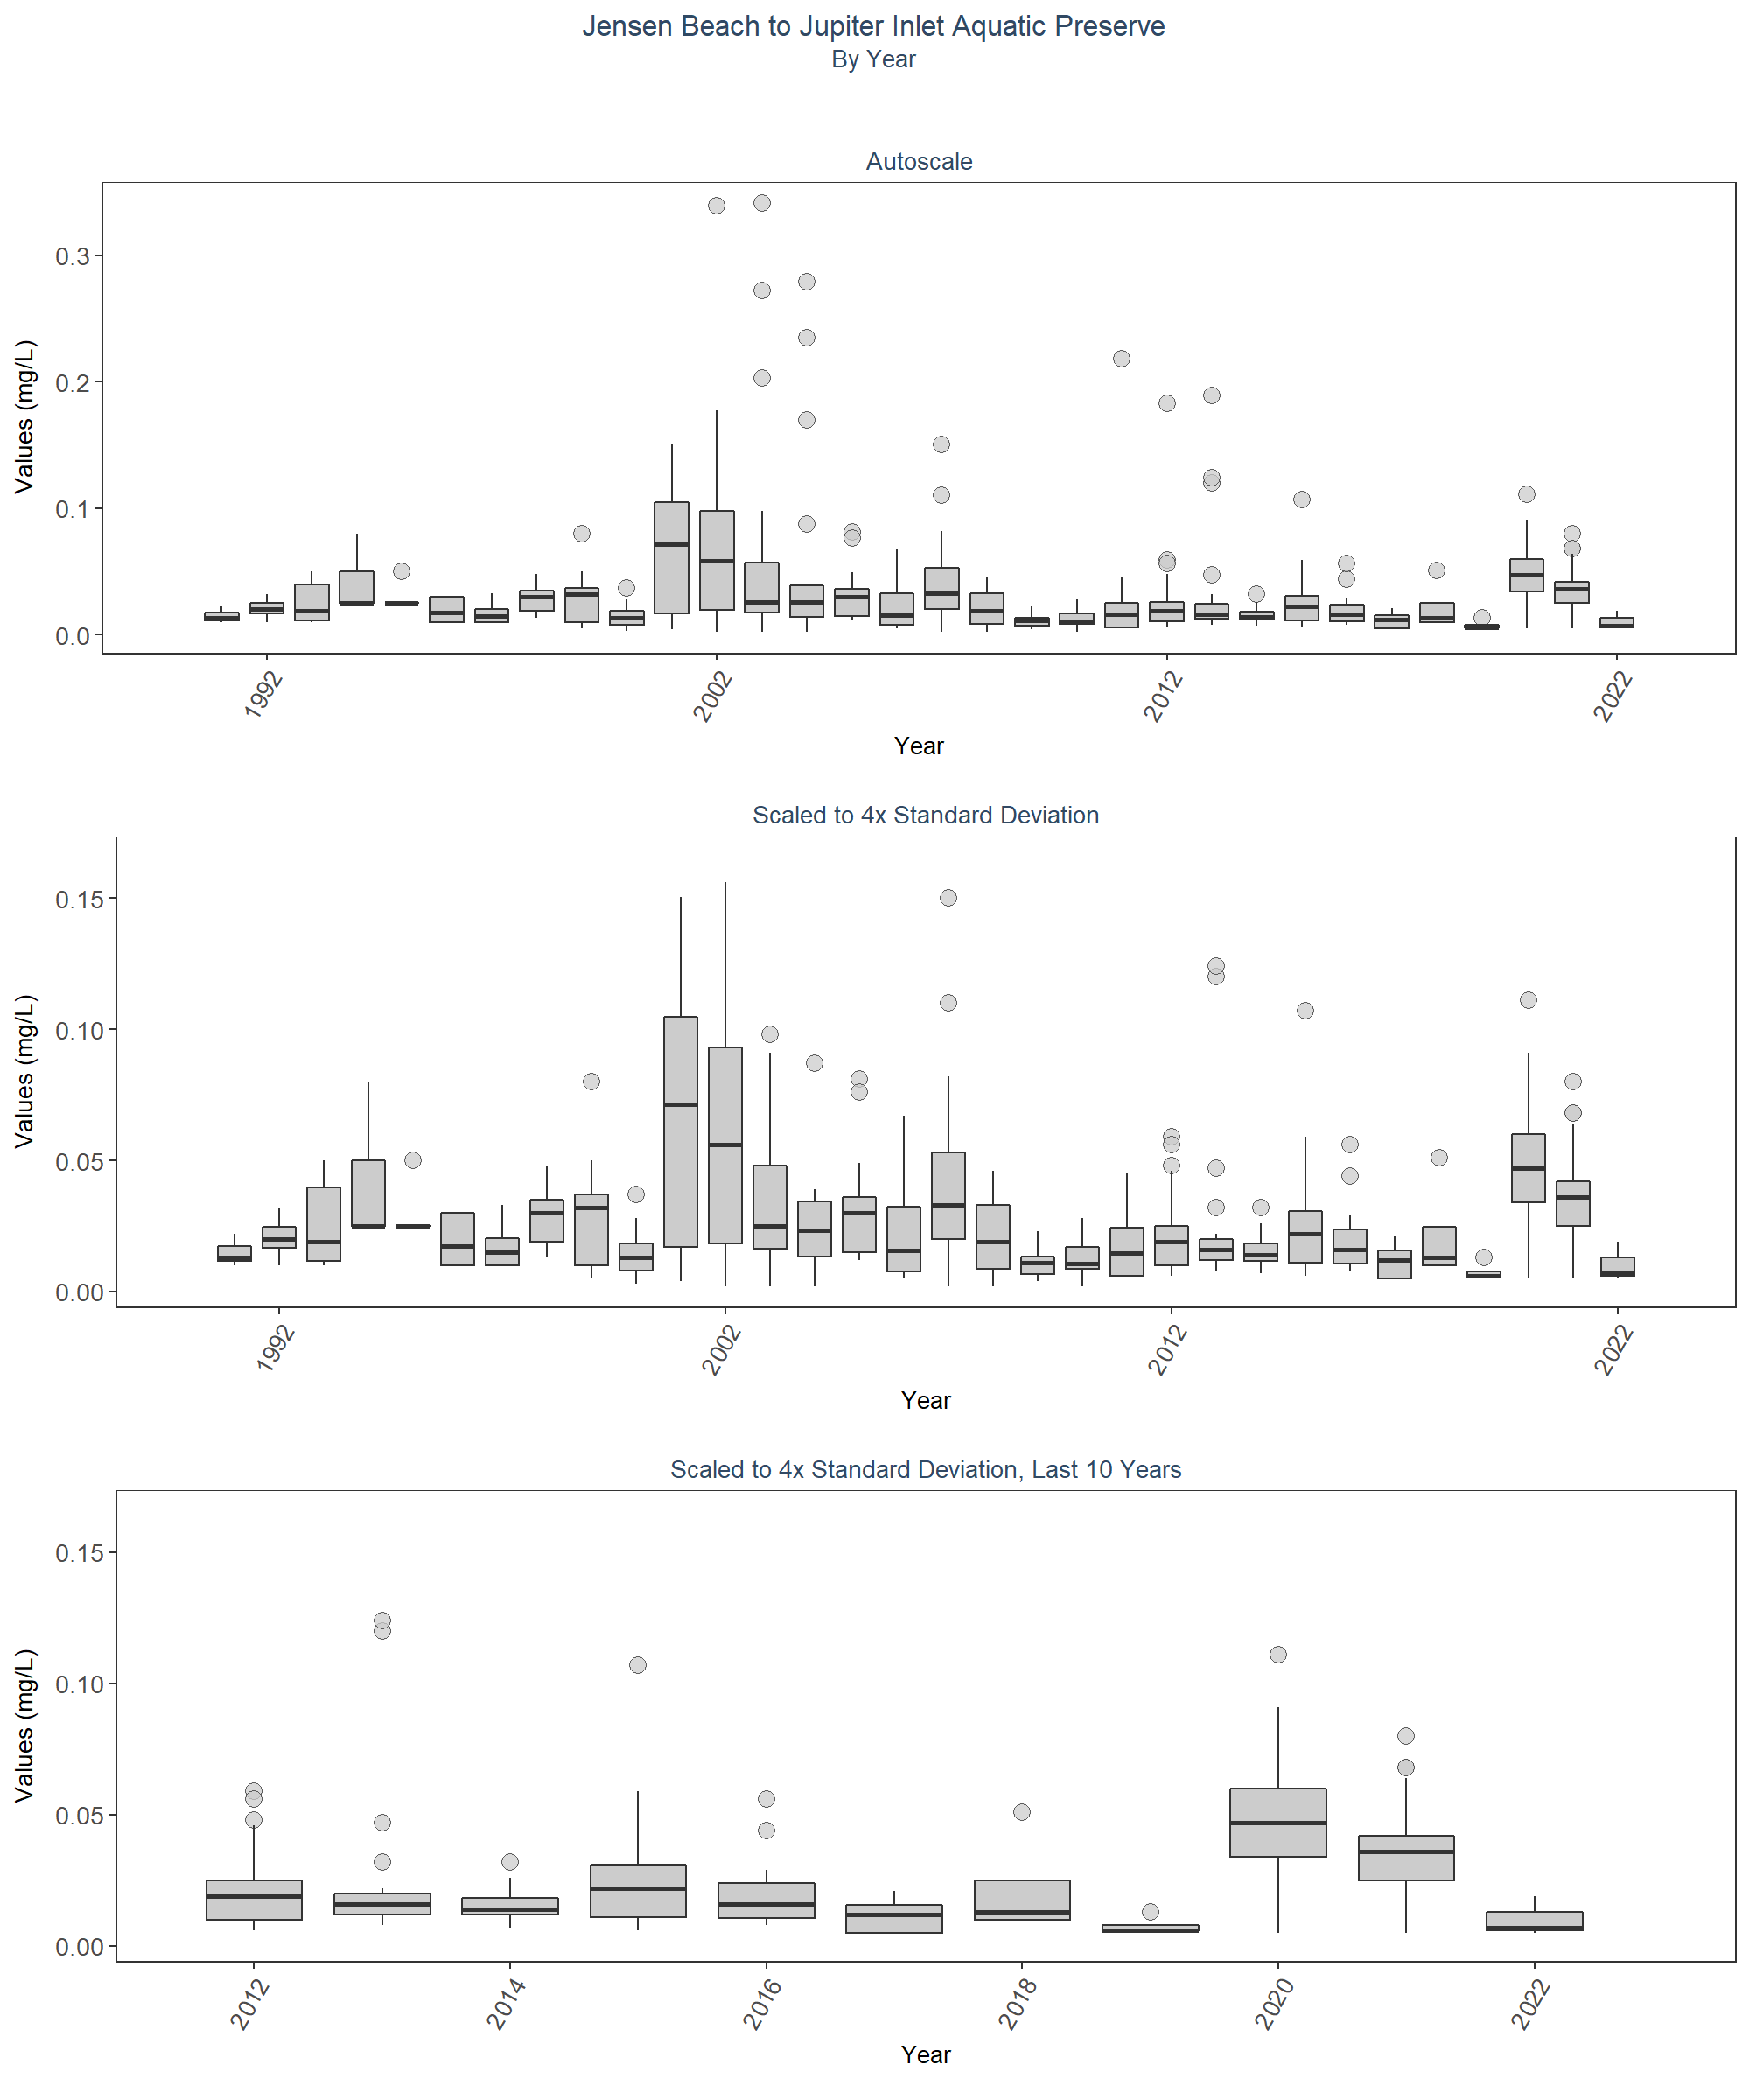 Jensen Beach to Jupiter Inlet Aquatic Preserve
By Year
Autoscale
Values (mg/L)
0.3
0.2
0.1
0.0
1992
2002
2012
2022
Year
Scaled to 4x Standard Deviation
Values (mg/L)
0.15
0.10
0.05
0.00
1992
2002
2012
2022
Year
Scaled to 4x Standard Deviation, Last 10 Years
Values (mg/L)
0.15
0.10
0.05
0.00
2012
2014
2016
2018
2020
2022
Year